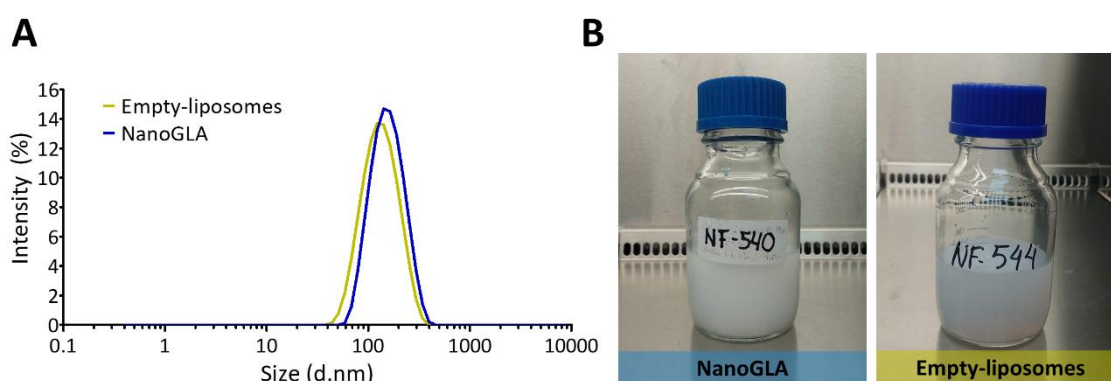 A
B
Intensity (%)
16
14
12
10
8
6
4
2
0
Empty-liposomes
NanoGLA
0.1
1
10
100
1000
10000
Size (d.nm)
NF-540
NF-544
NanoGLA
Empty-liposomes